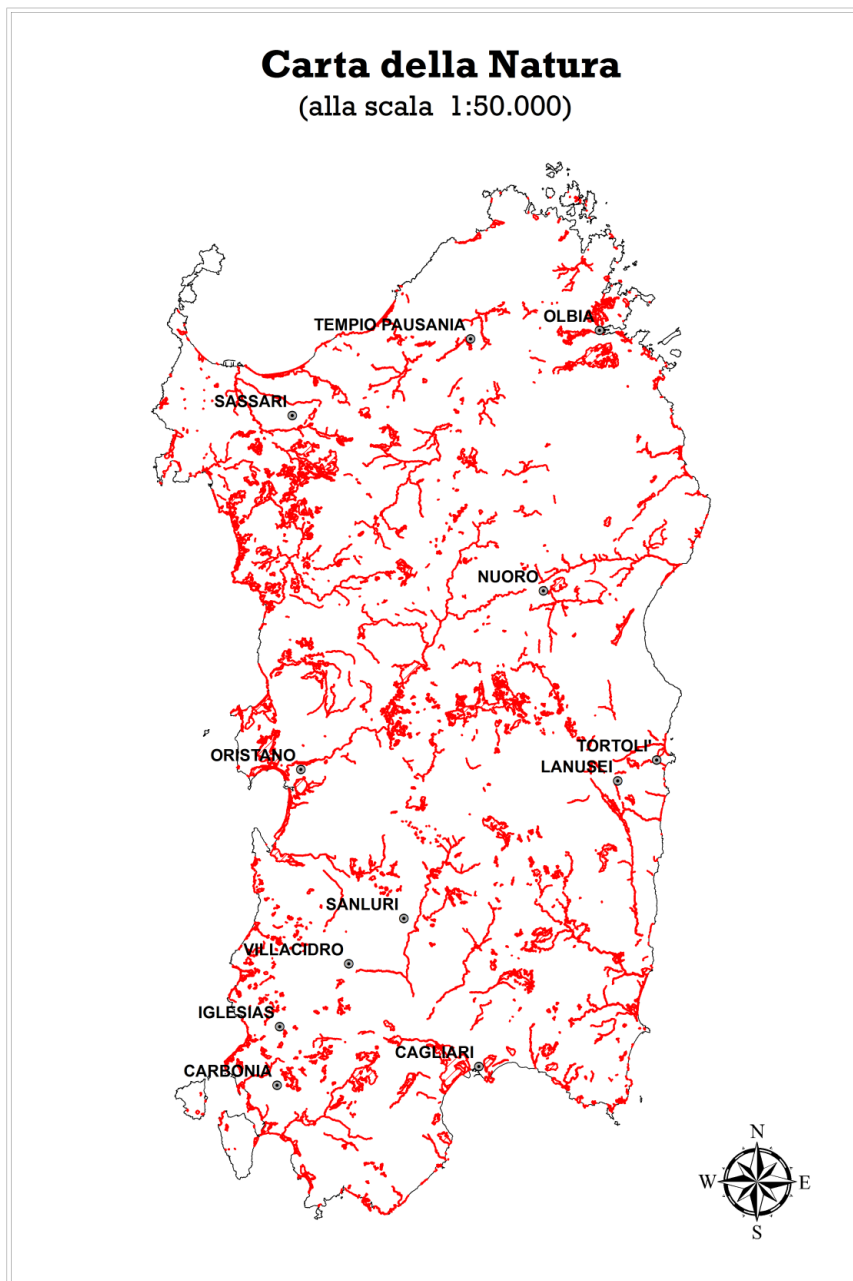 Carta della Natura
(alla scala 1:50.000)
OLBIA
TEMPIO PAUSANIA
SASSARI
NUORO
TORTOLI'
ORISTANO
LANUSEI
SANLURI
VILLACIDRO
IGLESIAS
CAGLIARI
CARBONIA
N
W E
S